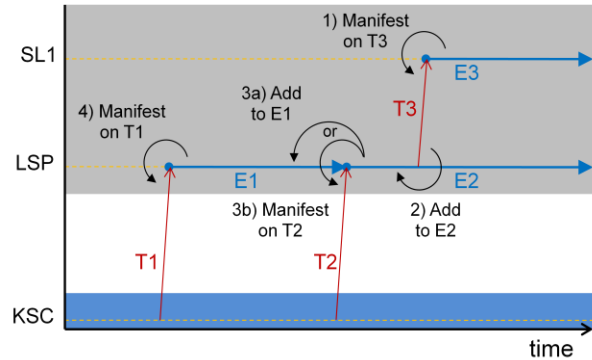 1) Manifest
on T3
SL1
E3
3a) Add
to E1
4) Manifest
on T1
or
T3
LSP
E1
E2
3b) Manifest
on T2
2) Add
to E2
T1
T2
KSC
time